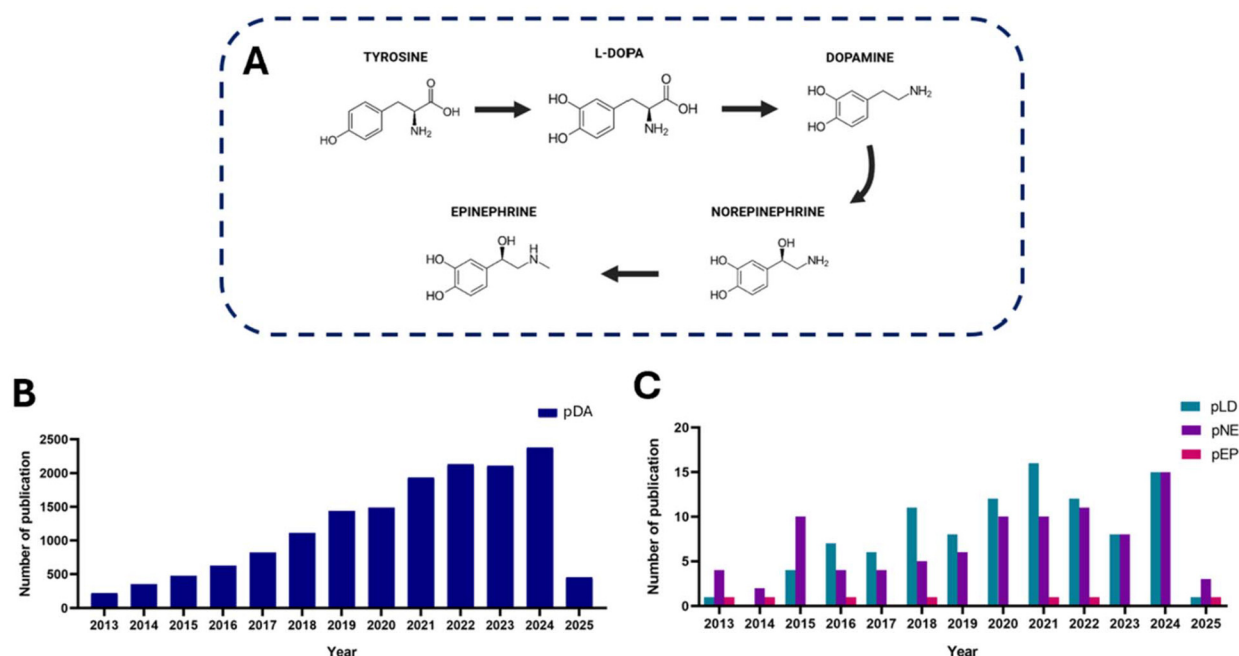 A
TYROSINE
L-DOPA
DOPAMINE
HO
O
OH
NH₂
HO
HO
O
OH
NH₂
HO
HO
NH₂
EPINEPHRINE
NOREPINEPHRINE
HO
HO
OH
H
N
HO
HO
OH
NH₂
B
pDA
Number of publication
2500
2000
1500
1000
500
0
2013 2014 2015 2016 2017 2018 2019 2020 2021 2022 2023 2024 2025
Year
C
pLD
pNE
pEP
Number of publication
20
15
10
5
0
2013 2014 2015 2016 2017 2018 2019 2020 2021 2022 2023 2024 2025
Year